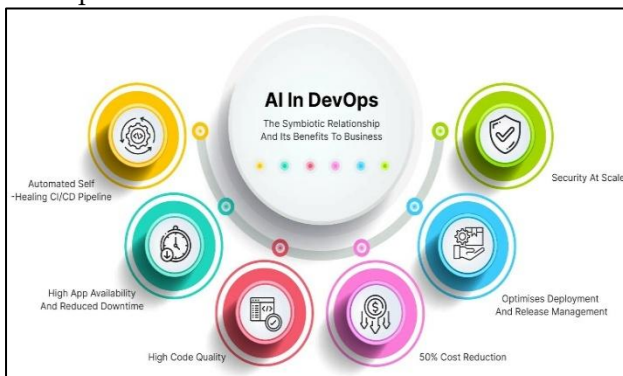 AI In DevOps
The Symbiotic Relationship
And Its Benefits To Business
Automated Self
-Healing CI/CD Pipeline
High App Availability
And Reduced Downtime
High Code Quality
50% Cost Reduction
Optimises Deployment
And Release Management
Security At Scale